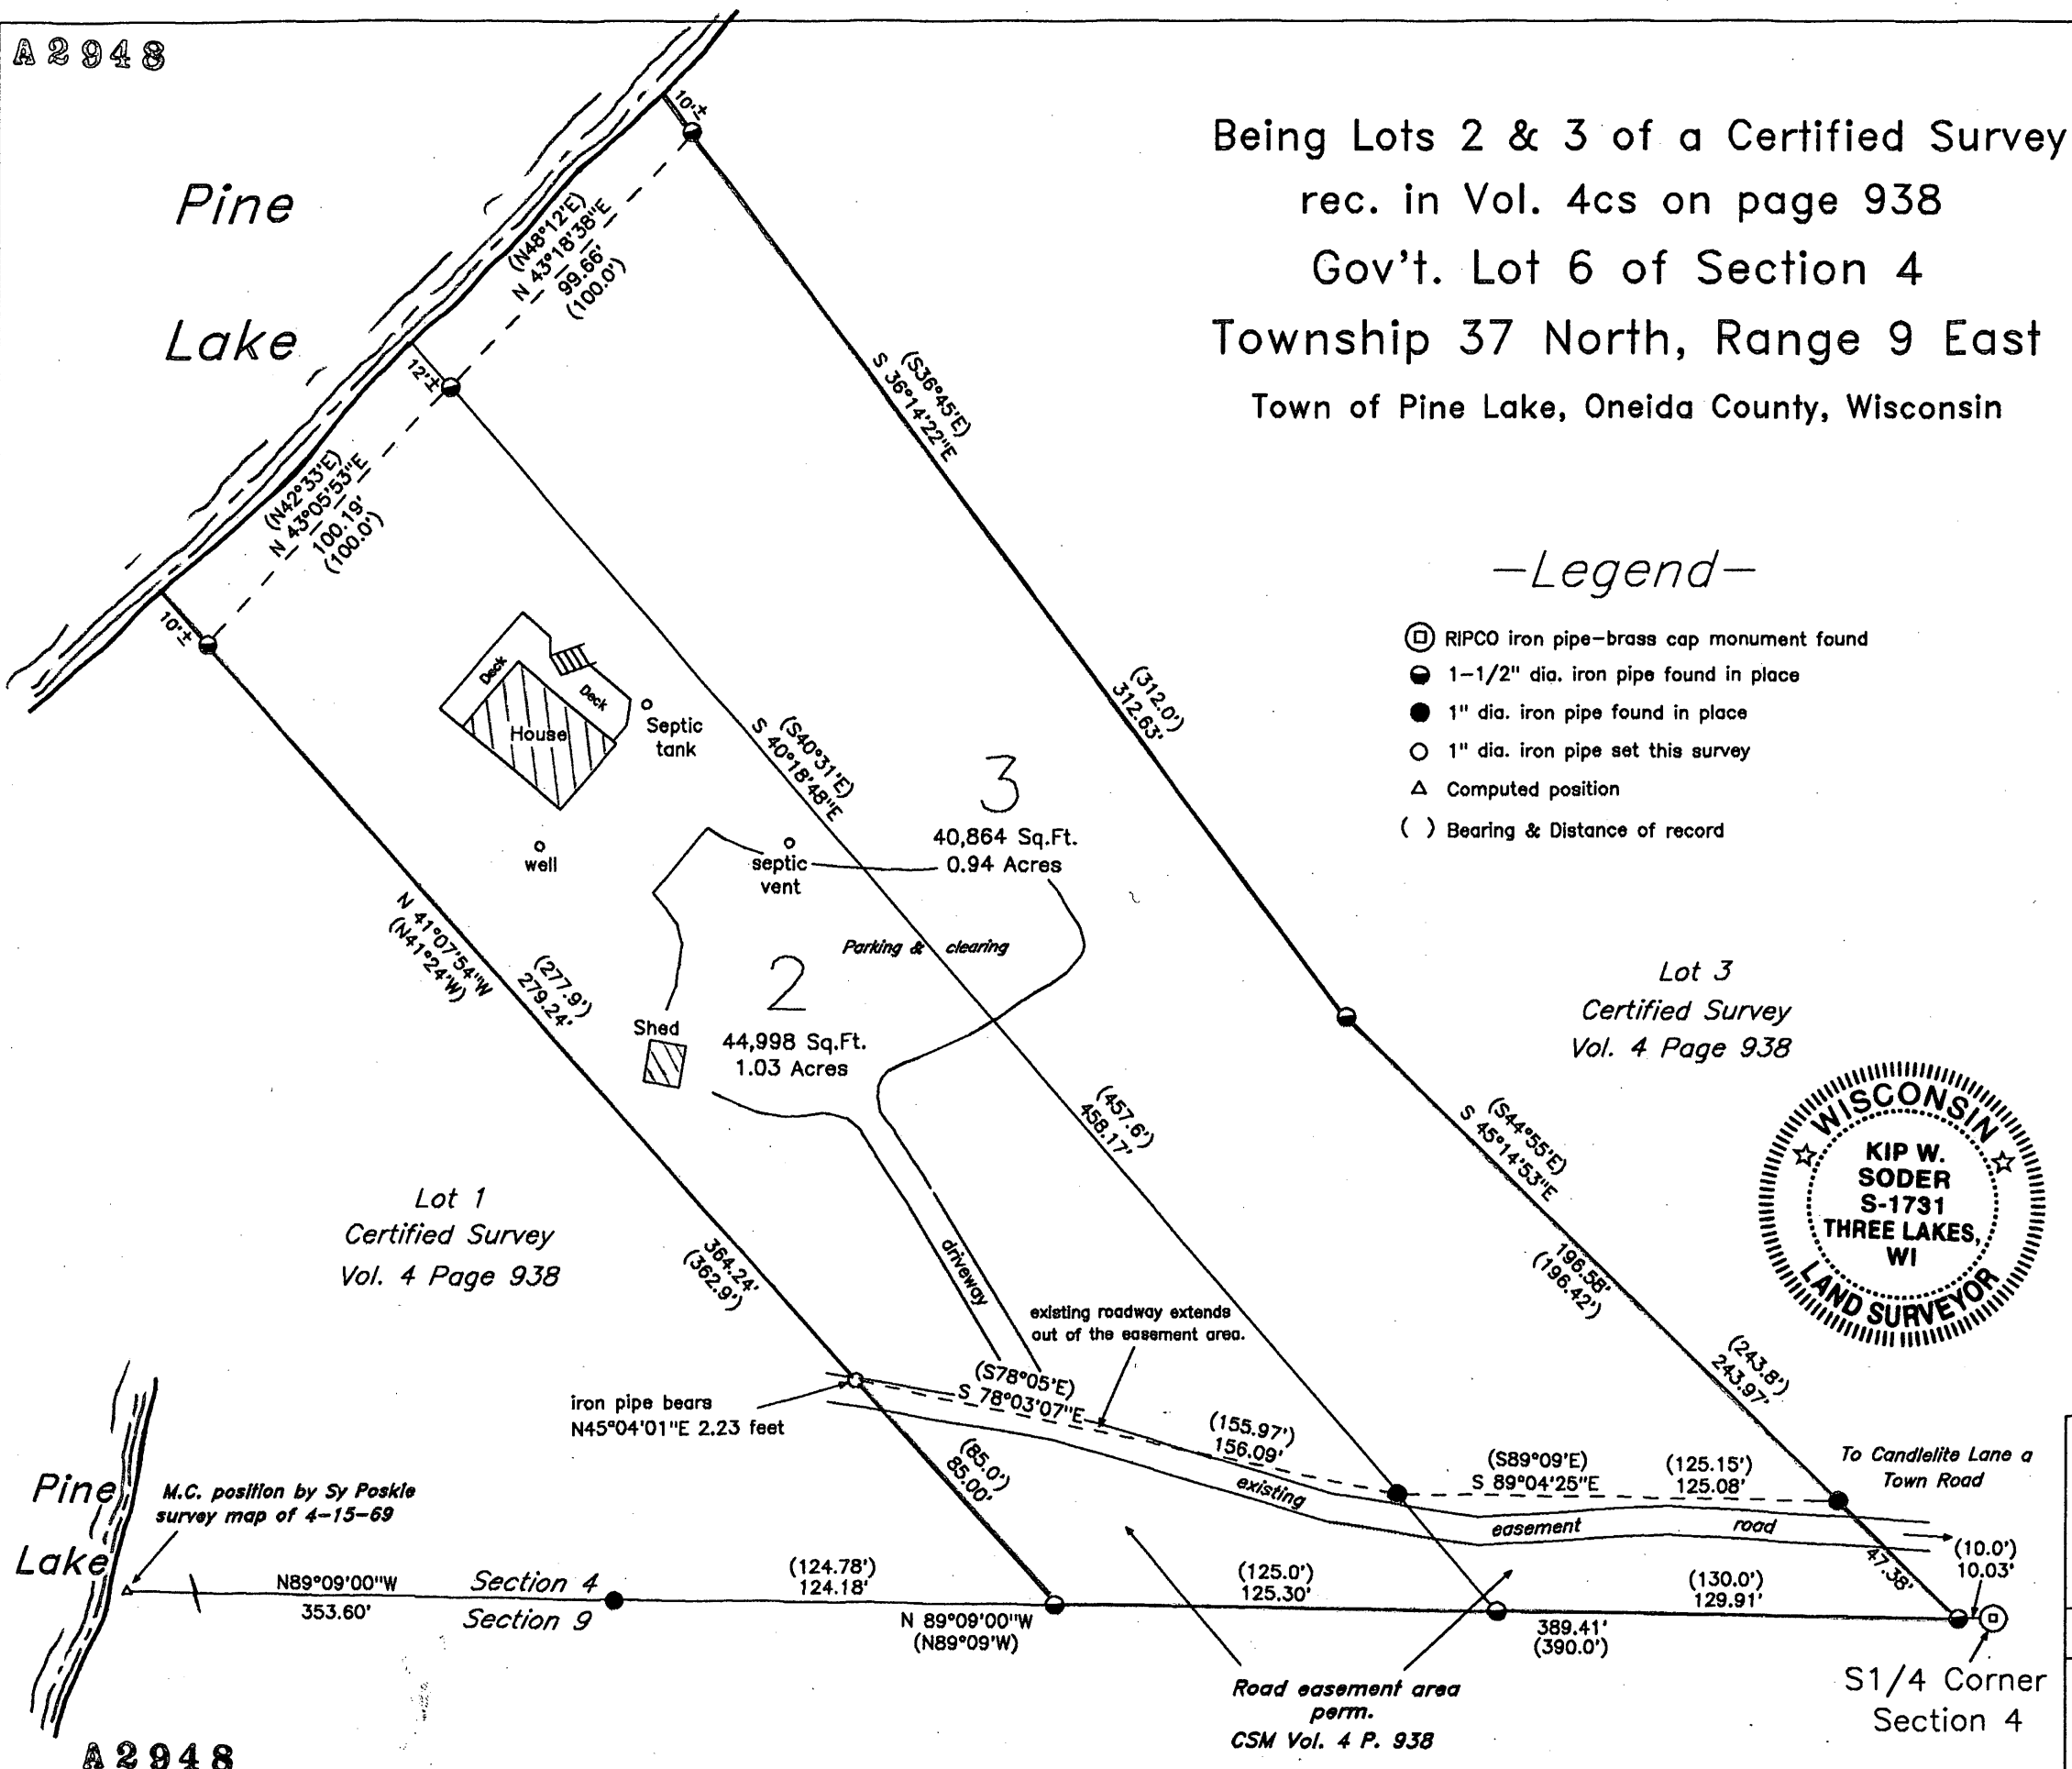 A2948
Being Lots 2 & 3 of a Certified Survey
rec. in Vol. 4cs on page 938
Gov't. Lot 6 of Section 4
Township 37 North, Range 9 East
Town of Pine Lake, Oneida County, Wisconsin
Pine
Lake
10'±
(N48°12'E)
N 43°18'38"E
99.66'
(100.0')
12'±
(N42°33'E)
N 43°05'53"E
100.19'
(100.0')
10'±
(S36°45'E)
S 36°14'22"E
(312.0')
312.63'
-Legend-
RIPCO iron pipe-brass cap monument found
1-1/2" dia. iron pipe found in place
1" dia. iron pipe found in place
1" dia. iron pipe set this survey
Computed position
( ) Bearing & Distance of record
Deck
Deck
House
Septic
tank
(S40°31'E)
S 40°18'48"E
3
40,864 Sq.Ft.
0.94 Acres
well
septic
vent
Parking & clearing
N 41°07'54"W
(N41°24'W)
(277.9')
279.24'
2
44,998 Sq.Ft.
1.03 Acres
Shed
Lot 3
Certified Survey
Vol. 4 Page 938
(457.6')
458.17'
(S44°55'E)
S 45°14'53"E
196.58'
(196.42')
WISCONSIN
KIP W.
SODER
S-1731
THREE LAKES,
WI
LAND SURVEYOR
Lot 1
Certified Survey
Vol. 4 Page 938
364.24'
(362.9')
driveway
existing roadway extends
out of the easement area.
(243.8')
243.97'
iron pipe bears
N45°04'01"E 2.23 feet
(S78°05'E)
S 78°03'07"E
(155.97')
156.09'
(S89°09'E)
S 89°04'25"E
(125.15')
125.08'
To Candlelite Lane a
Town Road
(85.0')
85.00'
existing
easement
road
47.38'
(10.0')
10.03'
Pine
Lake
M.C. position by Sy Poskie
survey map of 4-15-69
N89°09'00"W
353.60'
Section 4
Section 9
(124.78')
124.18'
N 89°09'00"W
(N89°09'W)
(125.0')
125.30'
(130.0')
129.91'
389.41'
(390.0')
Road easement area
perm.
CSM Vol. 4 P. 938
S1/4 Corner
Section 4
A2948